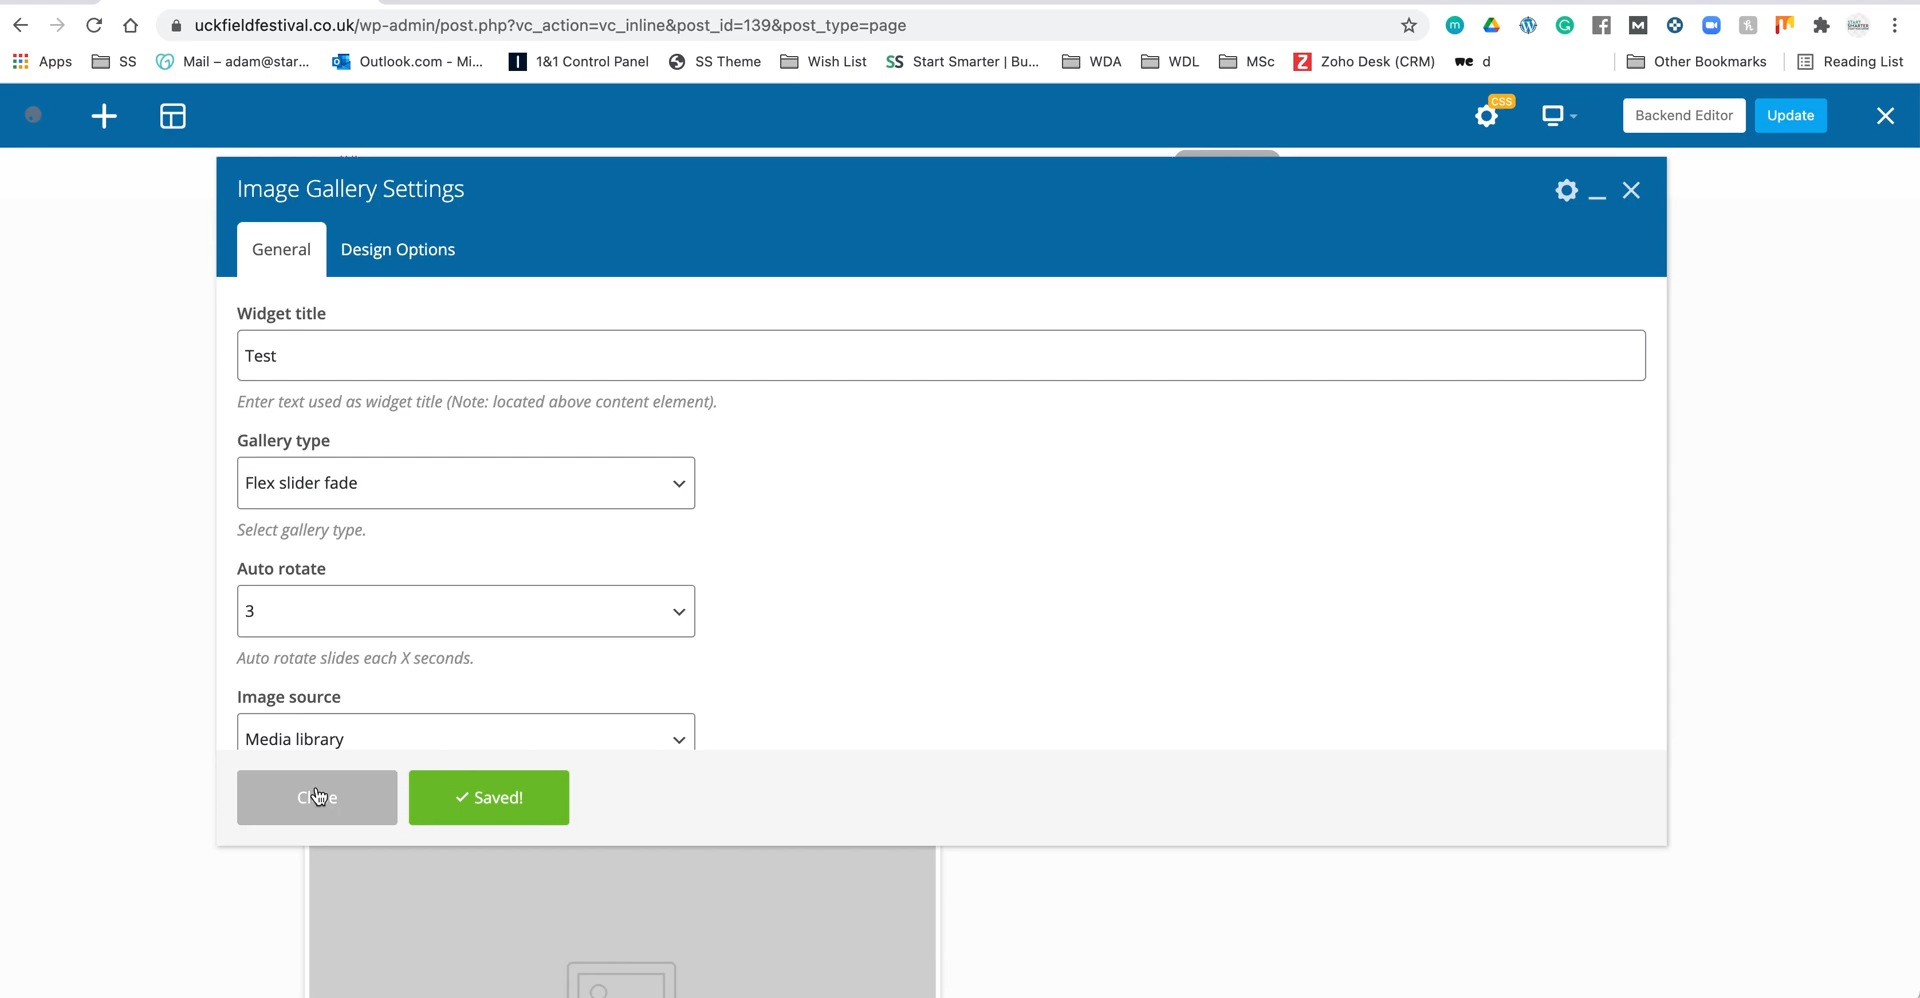 uckfieldfestival.co.uk/wp-admin/post.php?vc_action=vc_inline&post_id=139&post_type=page
Apps SS Mail – adam@star... Outlook.com - Mi... 1&1 Control Panel SS Theme Wish List SS Start Smarter | Bu... WDA WDL MSc Z Zoho Desk (CRM) we d Other Bookmarks Reading List
CSS
Backend Editor Update
Image Gallery Settings
General Design Options
Widget title
Test
Enter text used as widget title (Note: located above content element).
Gallery type
Flex slider fade
Select gallery type.
Auto rotate
3
Auto rotate slides each X seconds.
Image source
Media library
Saved!